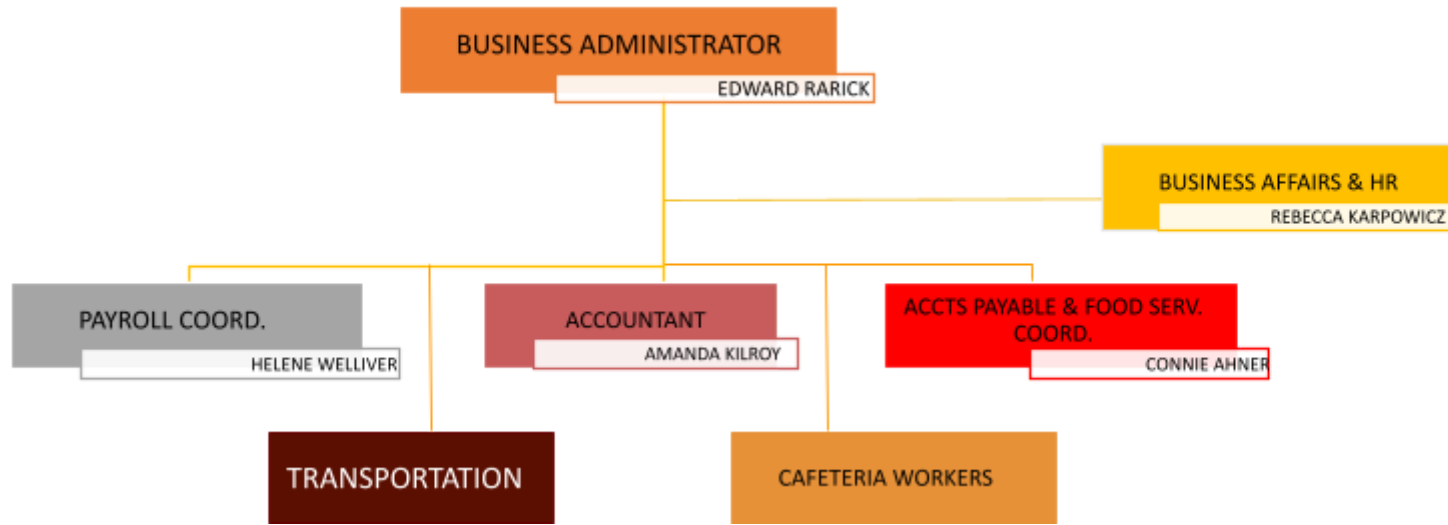 BUSINESS ADMINISTRATOR
EDWARD RARICK
BUSINESS AFFAIRS & HR
REBECCA KARPOWICZ
PAYROLL COORD.
HELENE WELLIVER
ACCOUNTANT
AMANDA KILROY
ACCTS PAYABLE & FOOD SERV.
COORD.
CONNIE AHNER
TRANSPORTATION
CAFETERIA WORKERS